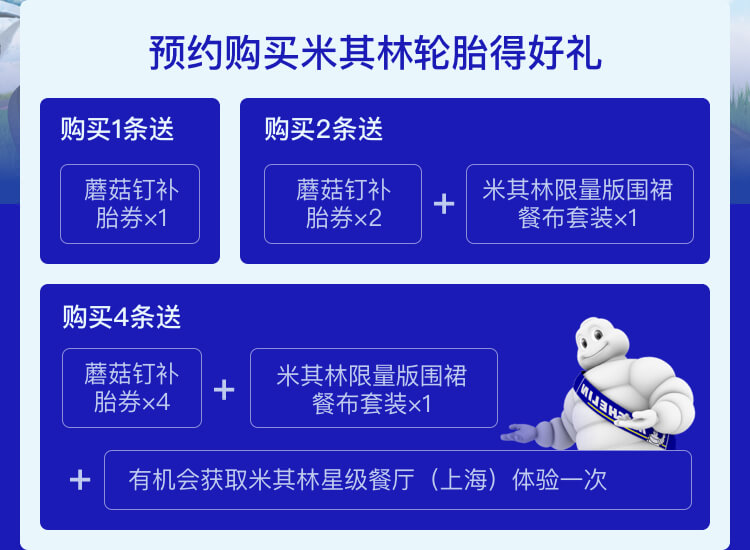 预约购买米其林轮胎得好礼
购买1条送
蘑菇钉补
胎券×1
购买2条送
蘑菇钉补
胎券×2
+
米其林限量版围裙
餐布套装×1
购买4条送
蘑菇钉补
胎券×4
+
米其林限量版围裙
餐布套装×1
+
有机会获取米其林星级餐厅（上海）体验一次